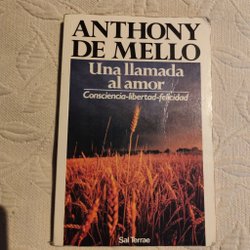 ANTHONY
DE MELLO
Una llamada
al amor
Consciencia-libertad-felicidad
Sal Terrae